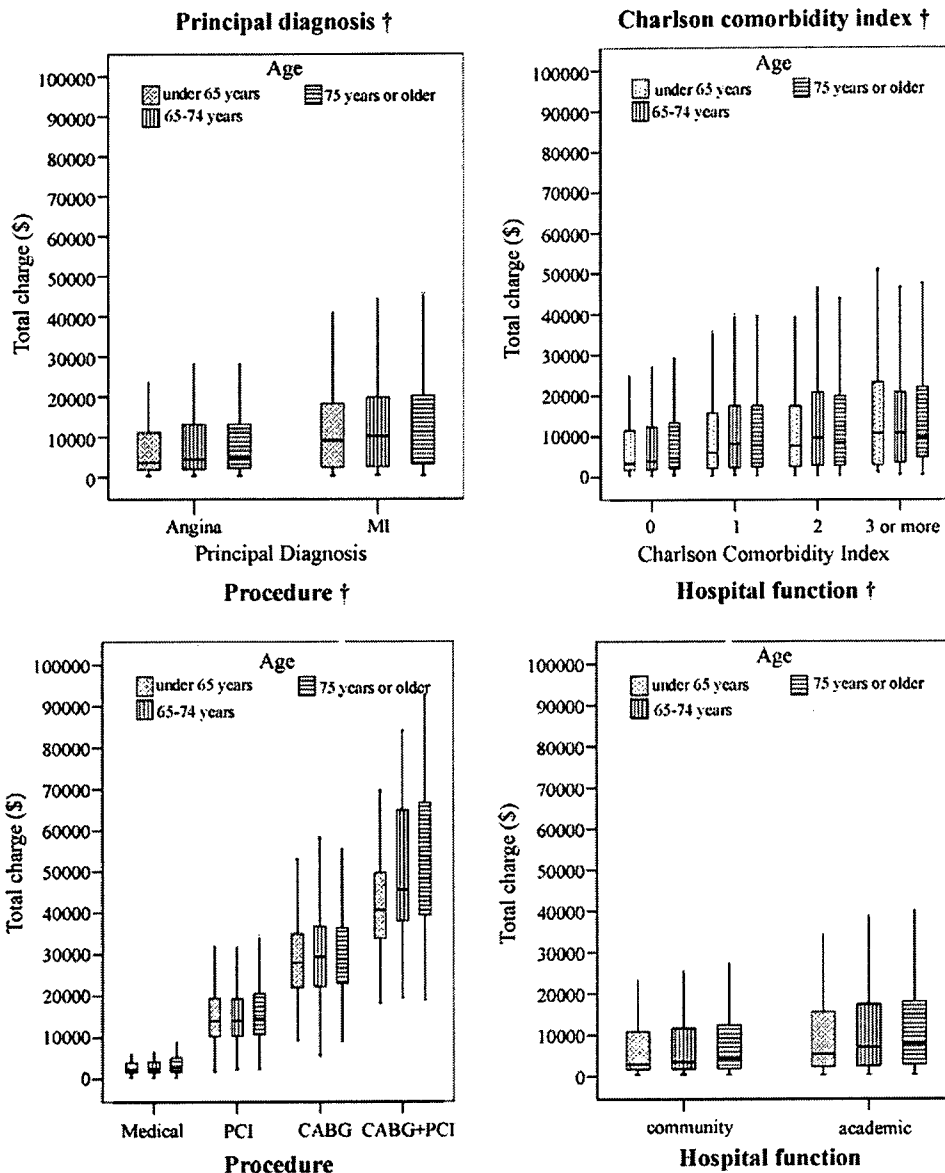 Principal diagnosis †
Age
under 65 years
75 years or older
65-74 years
Total charge ($)
100000
90000
80000
70000
60000
50000
40000
30000
20000
10000
0
Angina
MI
Principal Diagnosis
Charlson comorbidity index †
Age
under 65 years
75 years or older
65-74 years
Total charge ($)
100000
90000
80000
70000
60000
50000
40000
30000
20000
10000
0
0
1
2
3 or more
Charlson Comorbidity Index
Procedure †
Age
under 65 years
75 years or older
65-74 years
Total charge ($)
100000
90000
80000
70000
60000
50000
40000
30000
20000
10000
0
Medical
PCI
CABG
CABG+PCI
Procedure
Hospital function †
Age
under 65 years
75 years or older
65-74 years
Total charge ($)
100000
90000
80000
70000
60000
50000
40000
30000
20000
10000
0
community
academic
Hospital function